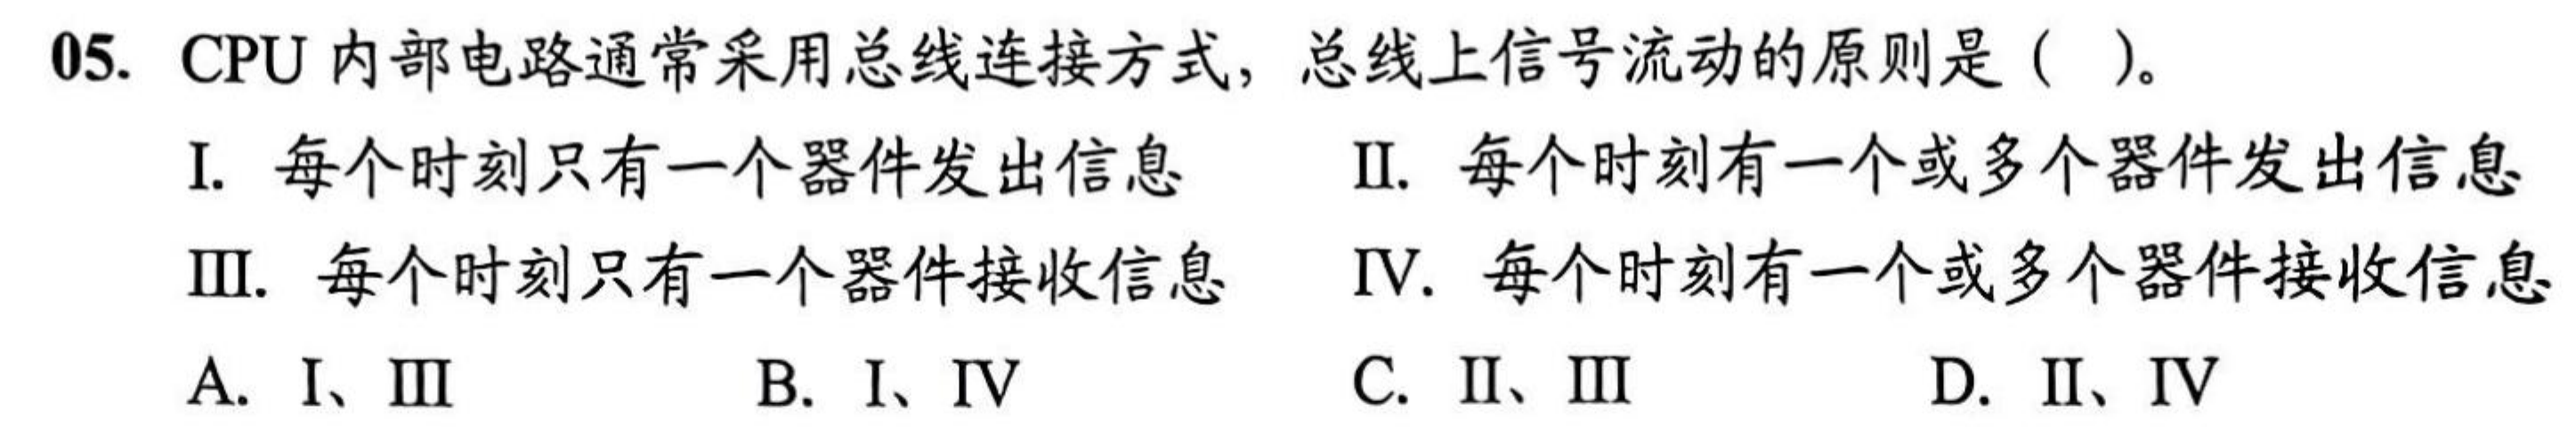 05. CPU 内部电路通常采用总线连接方式，总线上信号流动的原则是（ ）。
I. 每个时刻只有一个器件发出信息 II. 每个时刻有一个或多个器件发出信息
III. 每个时刻只有一个器件接收信息 IV. 每个时刻有一个或多个器件接收信息
A. I、III B. I、IV C. II、III D. II、IV